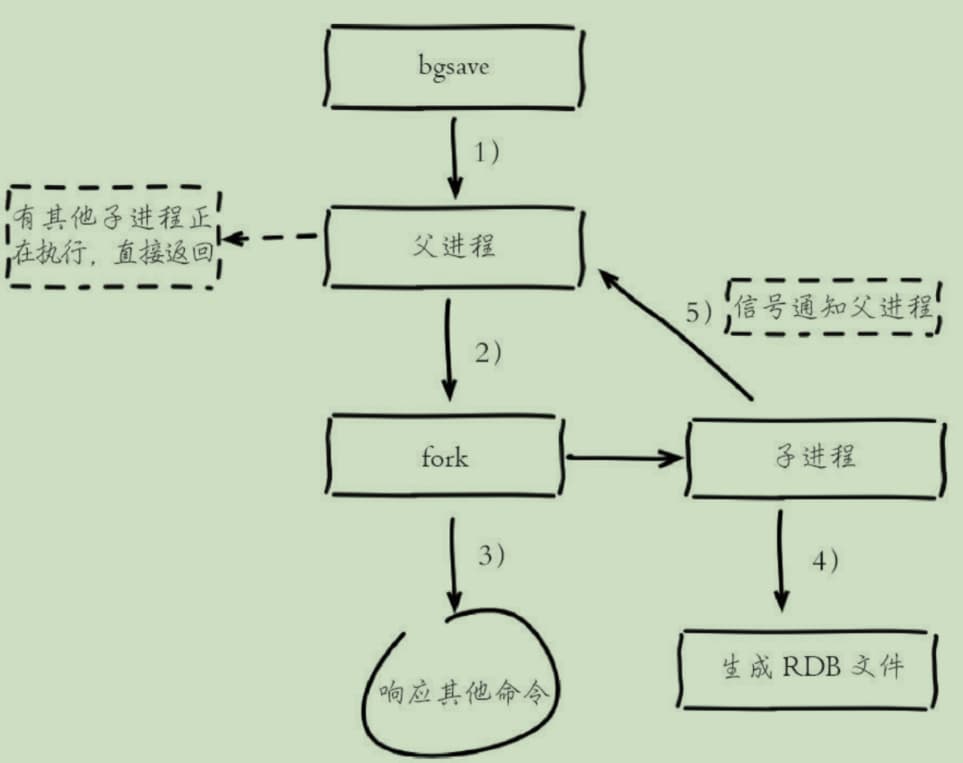 bgsave
1)
有其他子进程正
在执行，直接返回
父进程
5)
信号通知父进程
2)
fork
子进程
3)
4)
响应其他命令
生成 RDB 文件